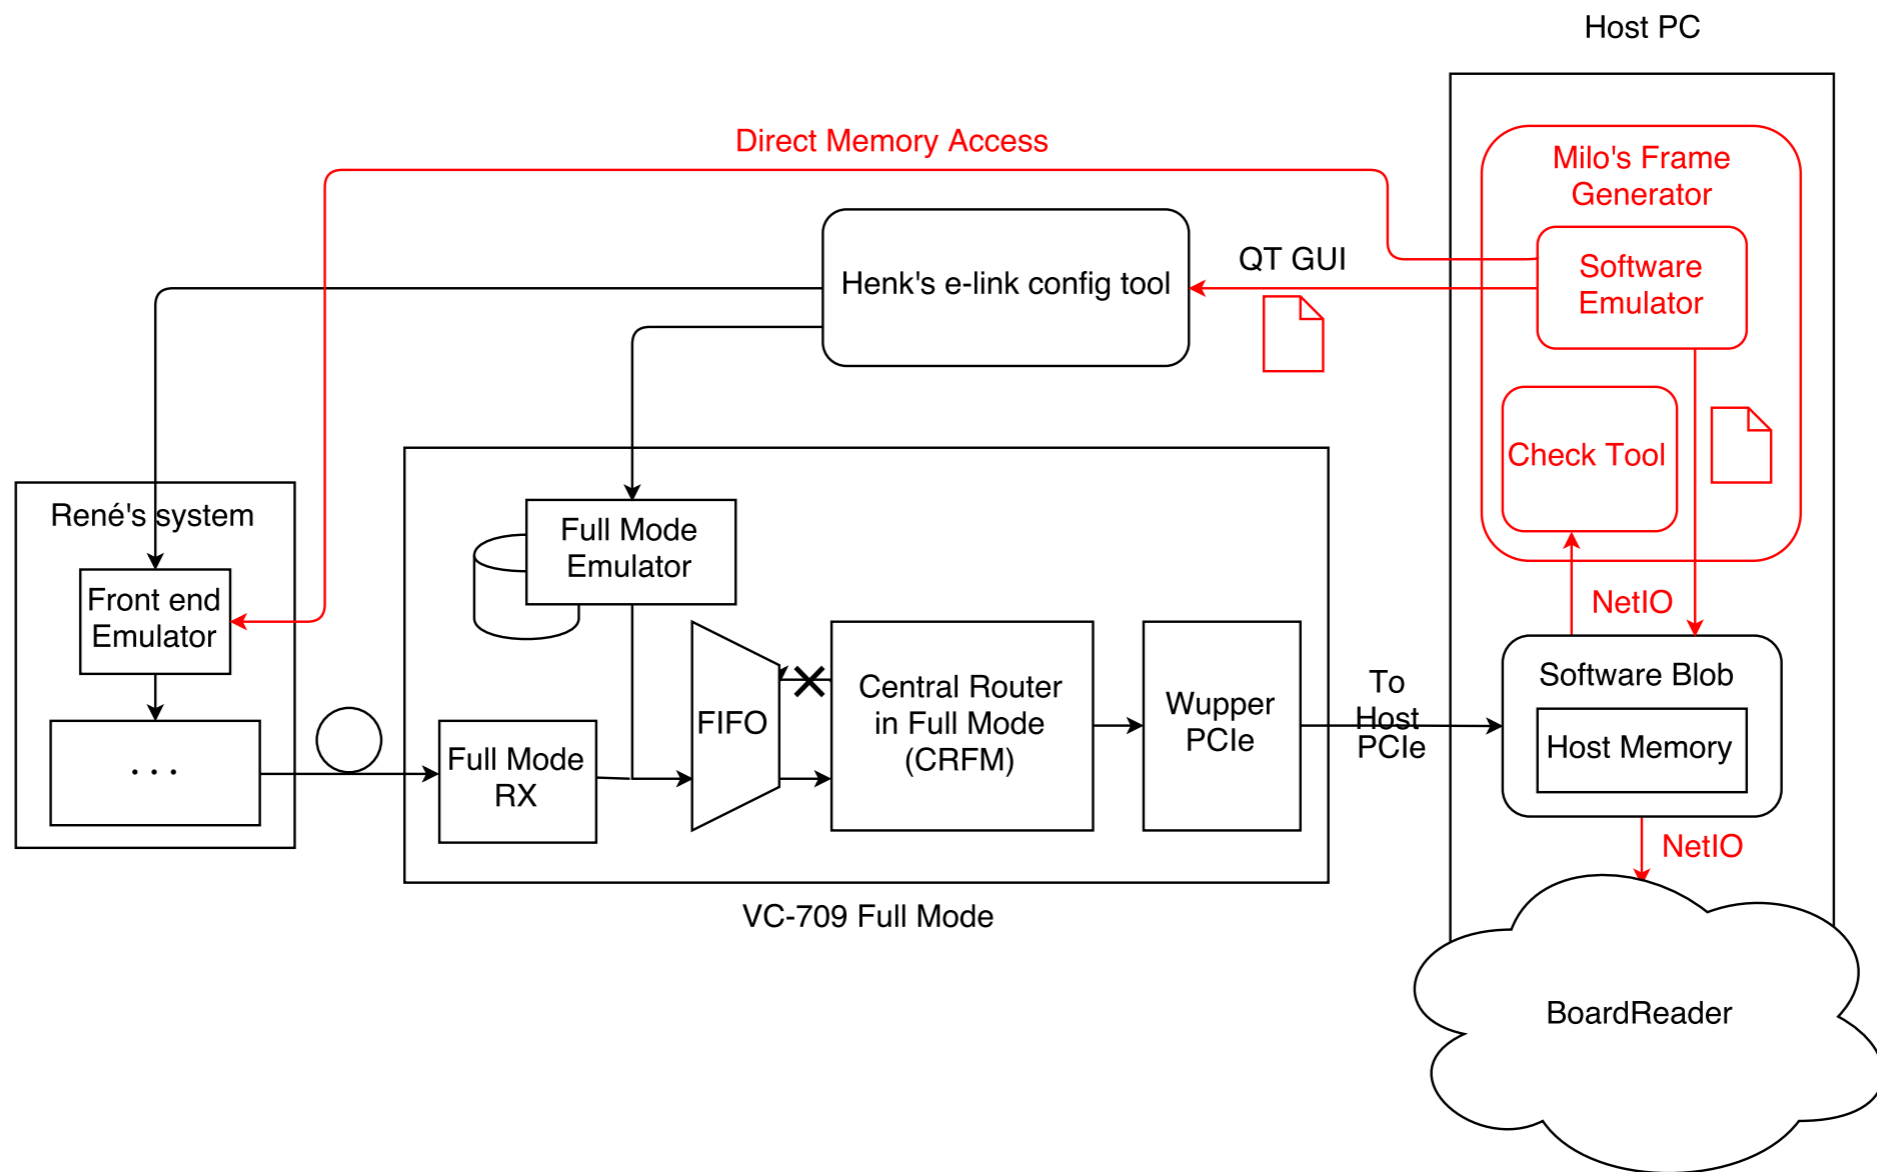 Host PC
Direct Memory Access
Milo's Frame
Generator
QT GUI
Software
Emulator
Henk's e-link config tool
Check Tool
René's system
Full Mode
Emulator
Front end
Emulator
NetIO
Software Blob
Host Memory
To
Host
PCIe
Central Router
in Full Mode
(CRFM)
Wupper
PCIe
FIFO
Full Mode
RX
...
NetIO
VC-709 Full Mode
BoardReader